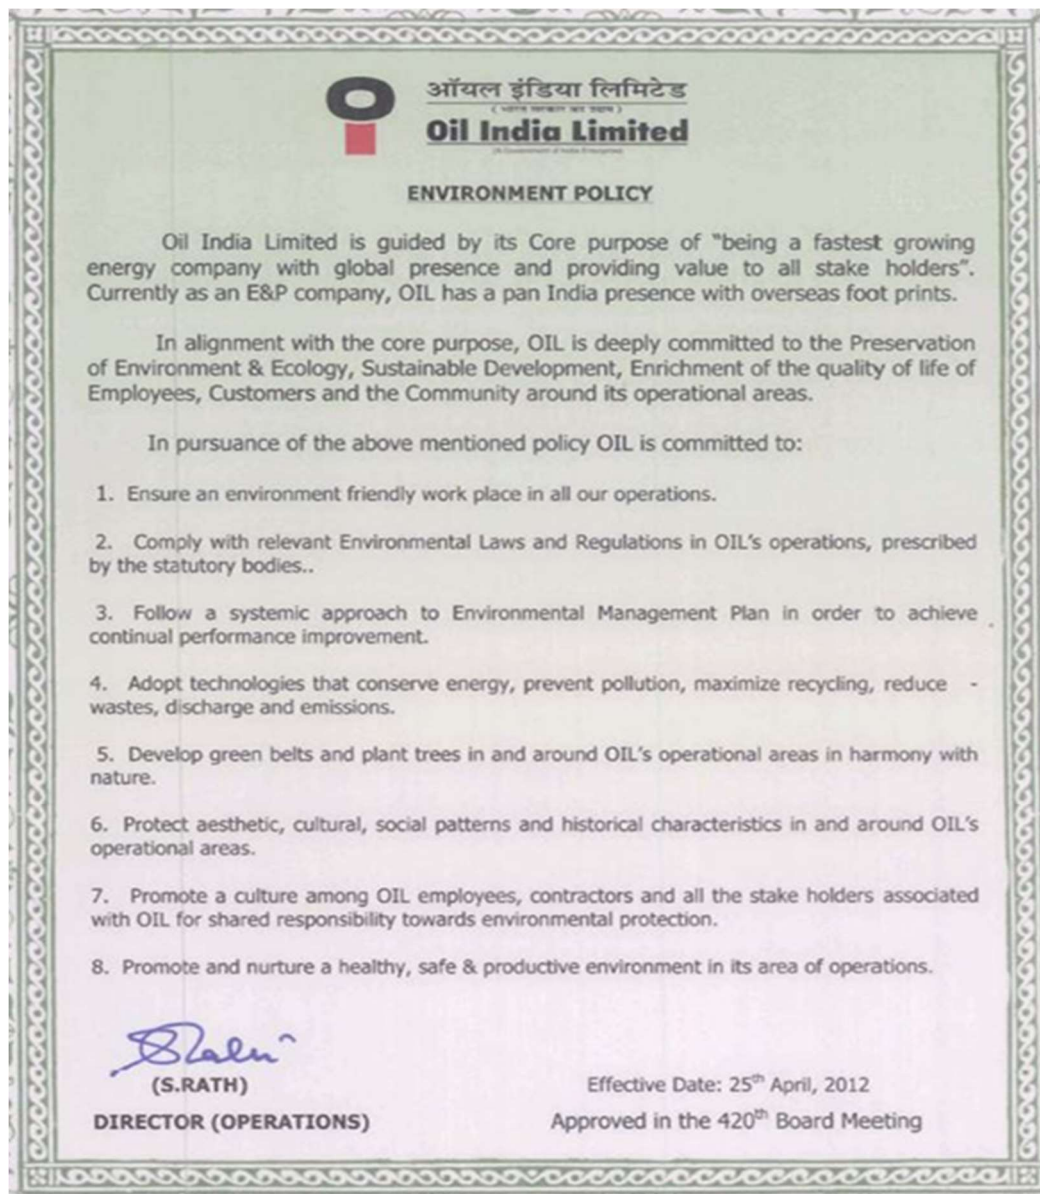 ऑयल इंडिया लिमिटेड
( भारत सरकार का उद्यम )
Oil India Limited
(A Government of India Enterprise)
ENVIRONMENT POLICY
Oil India Limited is guided by its Core purpose of "being a fastest growing
energy company with global presence and providing value to all stake holders".
Currently as an E&P company, OIL has a pan India presence with overseas foot prints.
In alignment with the core purpose, OIL is deeply committed to the Preservation
of Environment & Ecology, Sustainable Development, Enrichment of the quality of life of
Employees, Customers and the Community around its operational areas.
In pursuance of the above mentioned policy OIL is committed to:
1. Ensure an environment friendly work place in all our operations.
2. Comply with relevant Environmental Laws and Regulations in OIL's operations, prescribed
by the statutory bodies..
3. Follow a systemic approach to Environmental Management Plan in order to achieve
continual performance improvement.
4. Adopt technologies that conserve energy, prevent pollution, maximize recycling, reduce -
wastes, discharge and emissions.
5. Develop green belts and plant trees in and around OIL's operational areas in harmony with
nature.
6. Protect aesthetic, cultural, social patterns and historical characteristics in and around OIL's
operational areas.
7. Promote a culture among OIL employees, contractors and all the stake holders associated
with OIL for shared responsibility towards environmental protection.
8. Promote and nurture a healthy, safe & productive environment in its area of operations.
(S.RATH)
Effective Date: 25th April, 2012
DIRECTOR (OPERATIONS)
Approved in the 420th Board Meeting